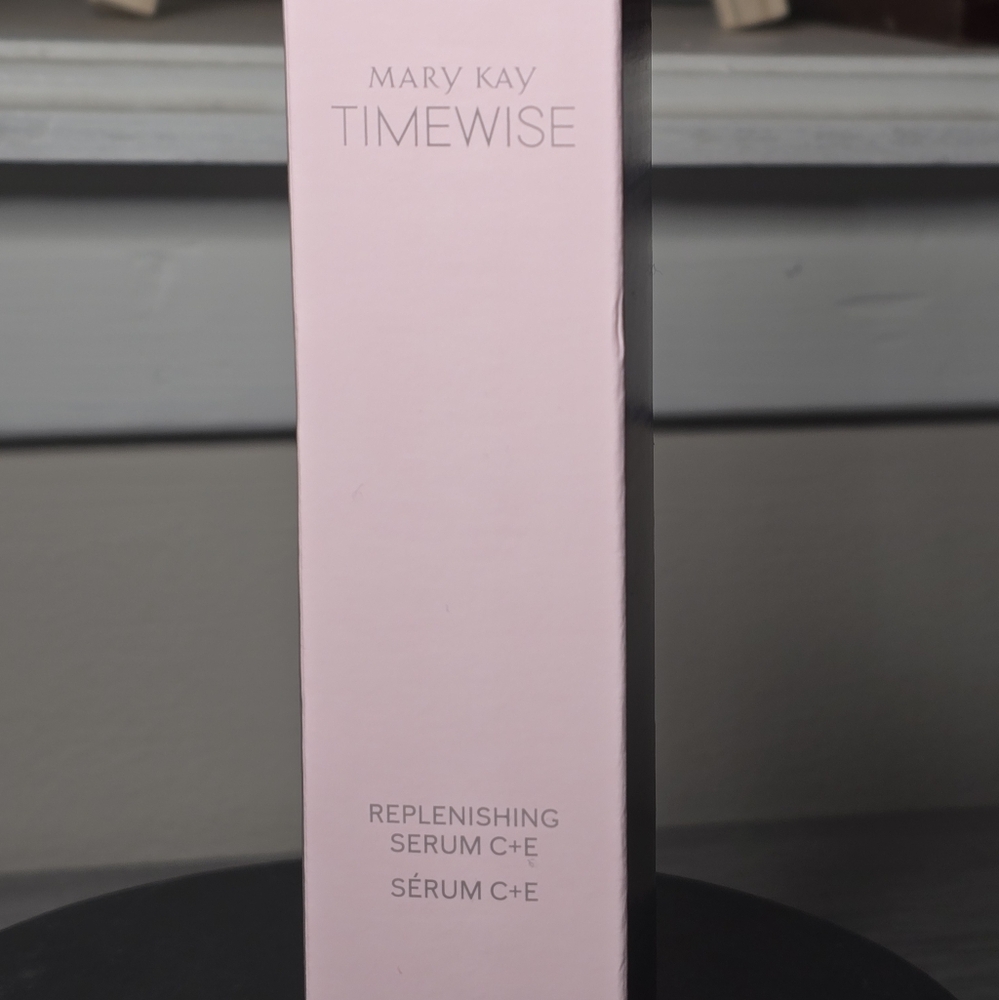 MARY KAY
TIMEWISE
REPLENISHING
SERUM C+E
SÉRUM C+E